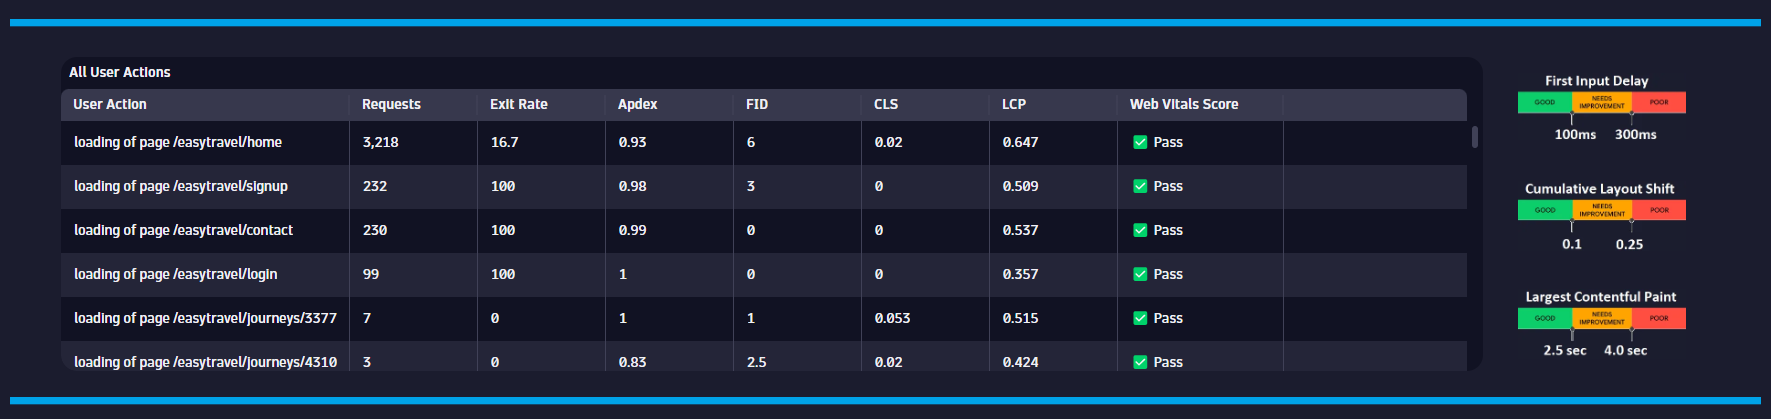 All User Actions
User Action Requests Exit Rate Apdex FID CLS LCP Web Vitals Score
loading of page /easytravel/home 3,218 16.7 0.93 6 0.02 0.647 Pass
loading of page /easytravel/signup 232 100 0.98 3 0 0.509 Pass
loading of page /easytravel/contact 230 100 0.99 0 0 0.537 Pass
loading of page /easytravel/login 99 100 1 0 0 0.357 Pass
loading of page /easytravel/journeys/3377 7 0 1 1 0.053 0.515 Pass
loading of page /easytravel/journeys/4310 3 0 0.83 2.5 0.02 0.424 Pass
First Input Delay
GOOD NEEDS IMPROVEMENT POOR
100ms 300ms
Cumulative Layout Shift
GOOD NEEDS IMPROVEMENT POOR
0.1 0.25
Largest Contentful Paint
GOOD NEEDS IMPROVEMENT POOR
2.5 sec 4.0 sec